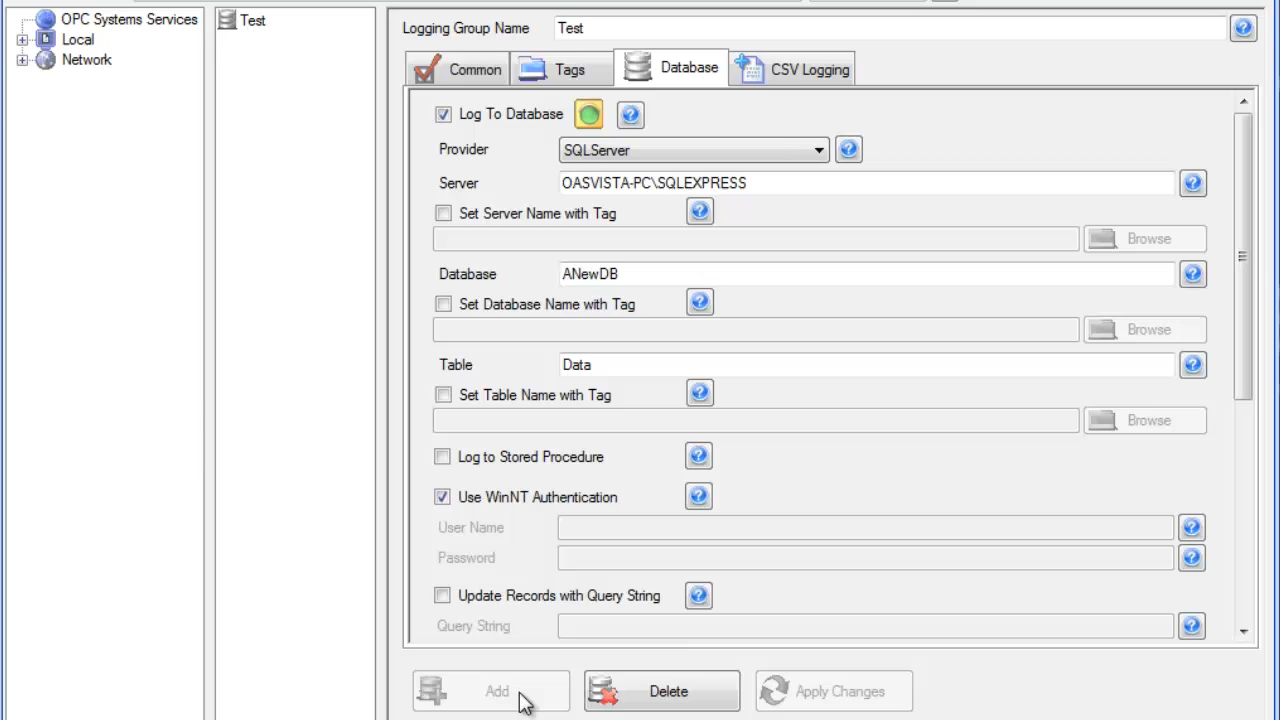 OPC Systems Services
Local
Network
Test
Logging Group Name Test
Common Tags Database CSV Logging
Log To Database
Provider SQLServer
Server OASVISTA-PC\SQLEXPRESS
Set Server Name with Tag
Browse
Database ANewDB
Set Database Name with Tag
Browse
Table Data
Set Table Name with Tag
Browse
Log to Stored Procedure
Use WinNT Authentication
User Name
Password
Update Records with Query String
Query String
Add Delete Apply Changes